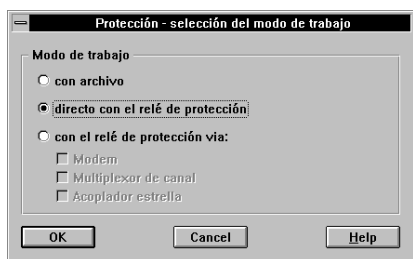 Protección - selección del modo de trabajo
Modo de trabajo
con archivo
directo con el relé de protección
con el relé de protección via:
Modem
Multiplexor de canal
Acoplador estrella
OK Cancel Help